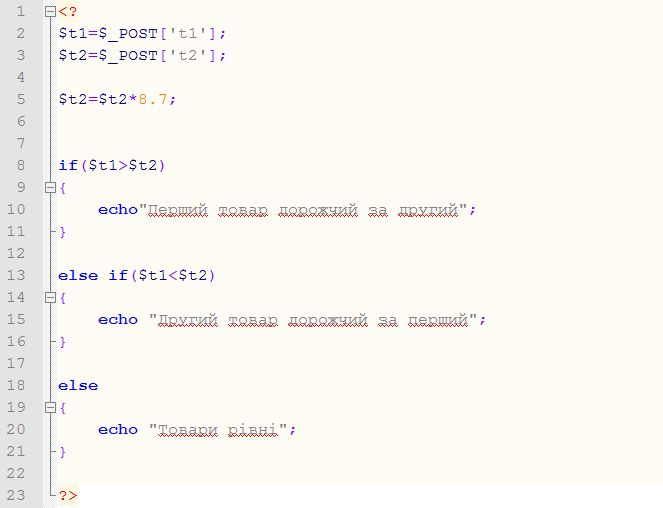 1 <?
2 $t1=$_POST['t1'];
3 $t2=$_POST['t2'];
4
5 $t2=$t2*8.7;
6
7
8 if($t1>$t2)
9 {
10     echo"Перший товар дорожчий за другий";
11 }
12
13 else if($t1<$t2)
14 {
15     echo "Другий товар дорожчий за перший";
16 }
17
18 else
19 {
20     echo "Товари рівні";
21 }
22
23 ?>